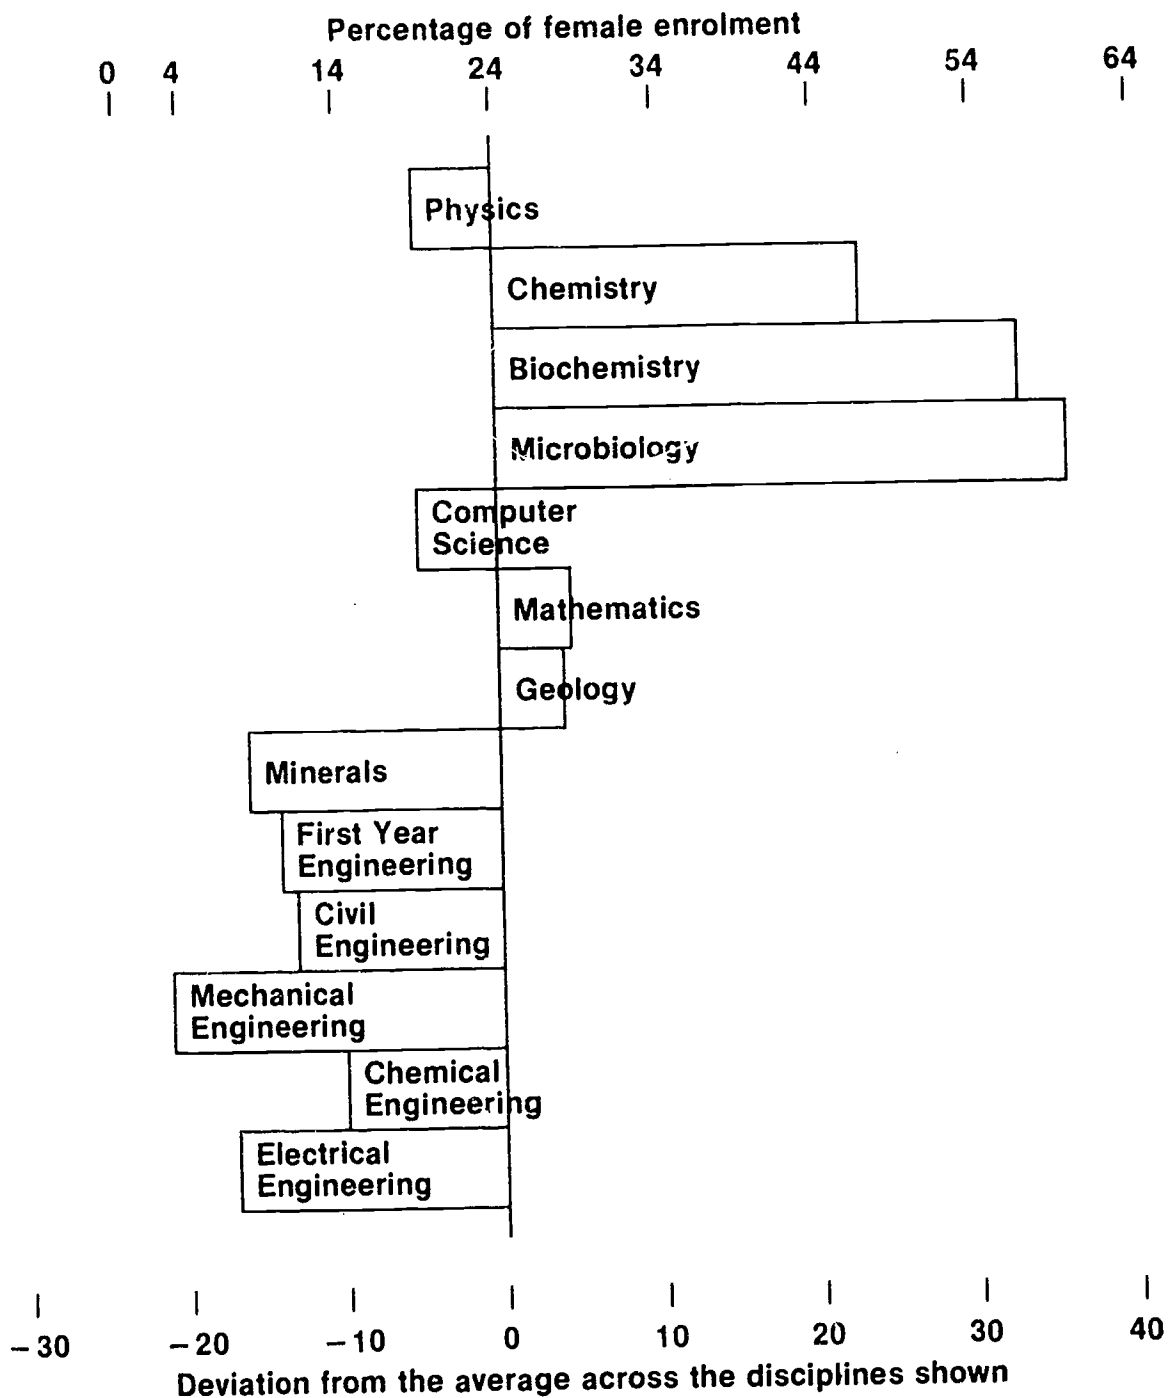 Percentage of female enrolment
0 4 14 24 34 44 54 64
Physics
Chemistry
Biochemistry
Microbiology
Computer
Science
Mathematics
Geology
Minerals
First Year
Engineering
Civil
Engineering
Mechanical
Engineering
Chemical
Engineering
Electrical
Engineering
−30 −20 −10 0 10 20 30 40
Deviation from the average across the disciplines shown